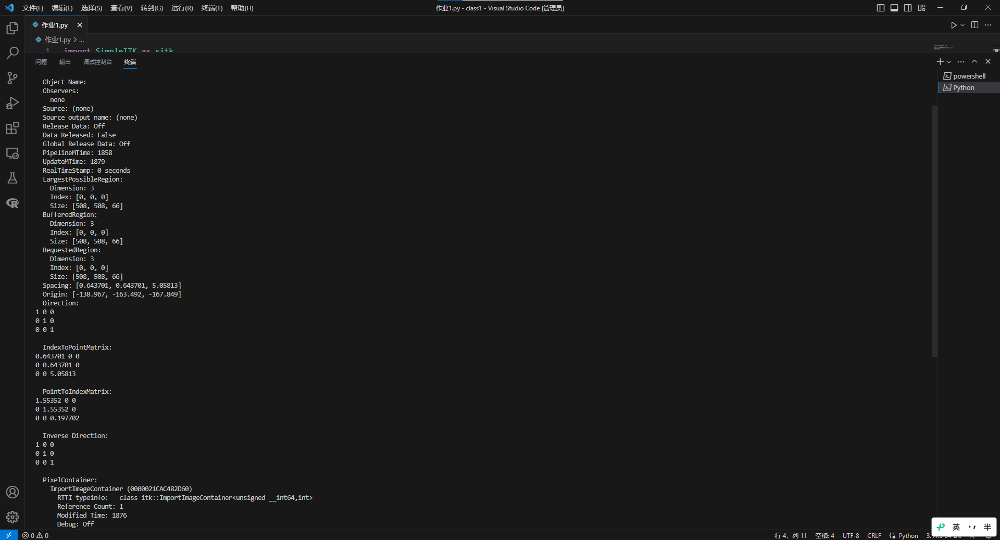 文件(F) 编辑(E) 选择(S) 查看(V) 转到(G) 运行(R) 终端(T) 帮助(H) 作业1.py - class1 - Visual Studio Code [管理员]
作业1.py
作业1.py > ...
1 import SimpleITK as sitk
问题 输出 调试控制台 终端
powershell
Python
Object Name:
Observers:
none
Source: (none)
Source output name: (none)
Release Data: Off
Data Released: False
Global Release Data: Off
PipelineMTime: 1858
UpdateMTime: 1879
RealTimeStamp: 0 seconds
LargestPossibleRegion:
Dimension: 3
Index: [0, 0, 0]
Size: [508, 508, 66]
BufferedRegion:
Dimension: 3
Index: [0, 0, 0]
Size: [508, 508, 66]
RequestedRegion:
Dimension: 3
Index: [0, 0, 0]
Size: [508, 508, 66]
Spacing: [0.643701, 0.643701, 5.05813]
Origin: [-138.967, -163.492, -167.849]
Direction:
1 0 0
0 1 0
0 0 1
IndexToPointMatrix:
0.643701 0 0
0 0.643701 0
0 0 5.05813
PointToIndexMatrix:
1.55352 0 0
0 1.55352 0
0 0 0.197702
Inverse Direction:
1 0 0
0 1 0
0 0 1
PixelContainer:
ImportImageContainer (0000021CAC482D60)
RTTI typeinfo: class itk::ImportImageContainer<unsigned __int64,int>
Reference Count: 1
Modified Time: 1876
Debug: Off
英 半
0 0 行 4，列 11 空格: 4 UTF-8 CRLF Python